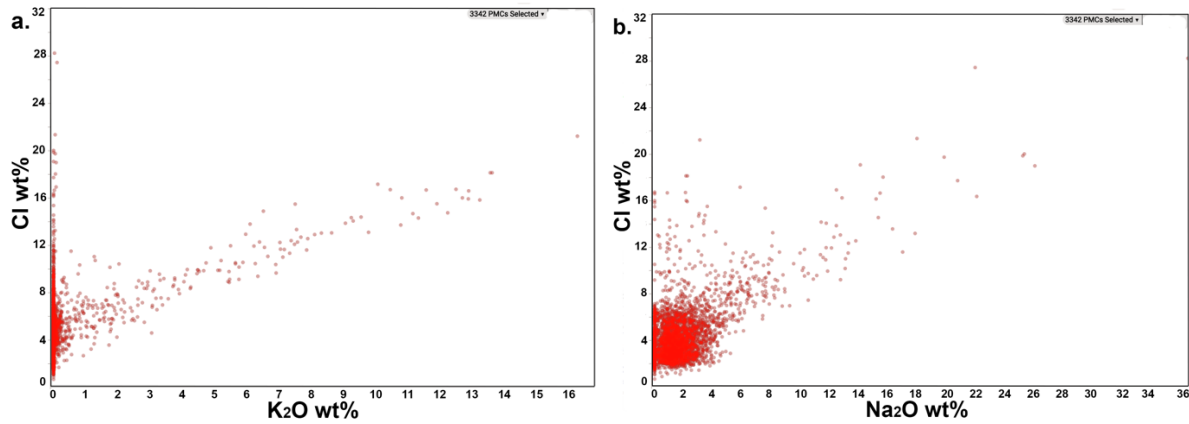 a.
3342 PMCs Selected ▾
32
28
24
20
16
12
8
4
0
Cl wt%
0 1 2 3 4 5 6 7 8 9 10 11 12 13 14 15 16
K₂O wt%
b.
3342 PMCs Selected ▾
32
28
24
20
16
12
8
4
0
Cl wt%
0 2 4 6 8 10 12 14 16 18 20 22 24 26 28 30 32 34 36
Na₂O wt%